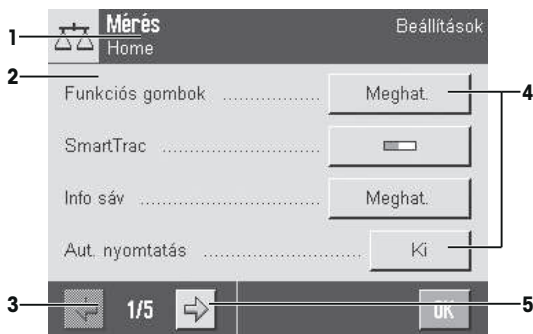 Mérés
Beállítások
1
Home
2
Funkciós gombok .................. Meghat.
4
SmartTrac ..............................
Info sáv .................................. Meghat.
Aut. nyomtatás ........................ Ki
3
1/5
5
OK